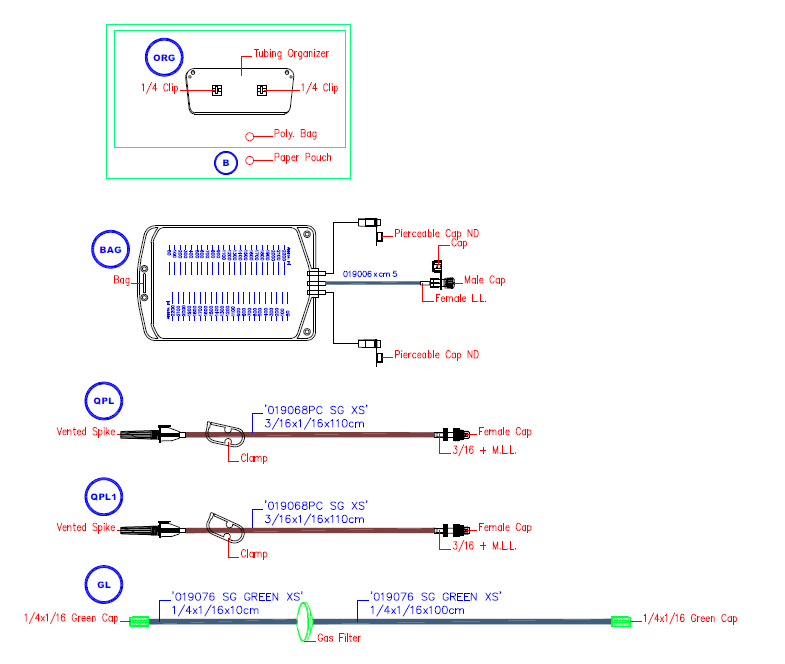 ORG
Tubing Organizer
1/4 Clip
1/4 Clip
Poly. Bag
B
Paper Pouch
BAG
Bag
Pierceable Cap ND
Cap
019006xcm 5
Male Cap
Female L.L.
Pierceable Cap ND
QPL
'019068PC SG XS'
3/16x1/16x110cm
Vented Spike
Female Cap
3/16 + M.L.L.
Clamp
QPL1
'019068PC SG XS'
3/16x1/16x110cm
Vented Spike
Female Cap
3/16 + M.L.L.
Clamp
GL
'019076 SG GREEN XS'
1/4x1/16x10cm
'019076 SG GREEN XS'
1/4x1/16x100cm
1/4x1/16 Green Cap
1/4x1/16 Green Cap
Gas Filter